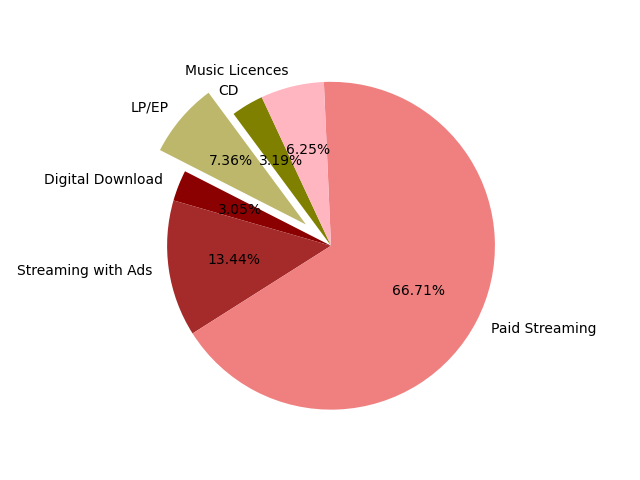 Music Licences
CD
LP/EP
6.25%
7.36%
3.19%
Digital Download
3.05%
13.44%
Streaming with Ads
66.71%
Paid Streaming